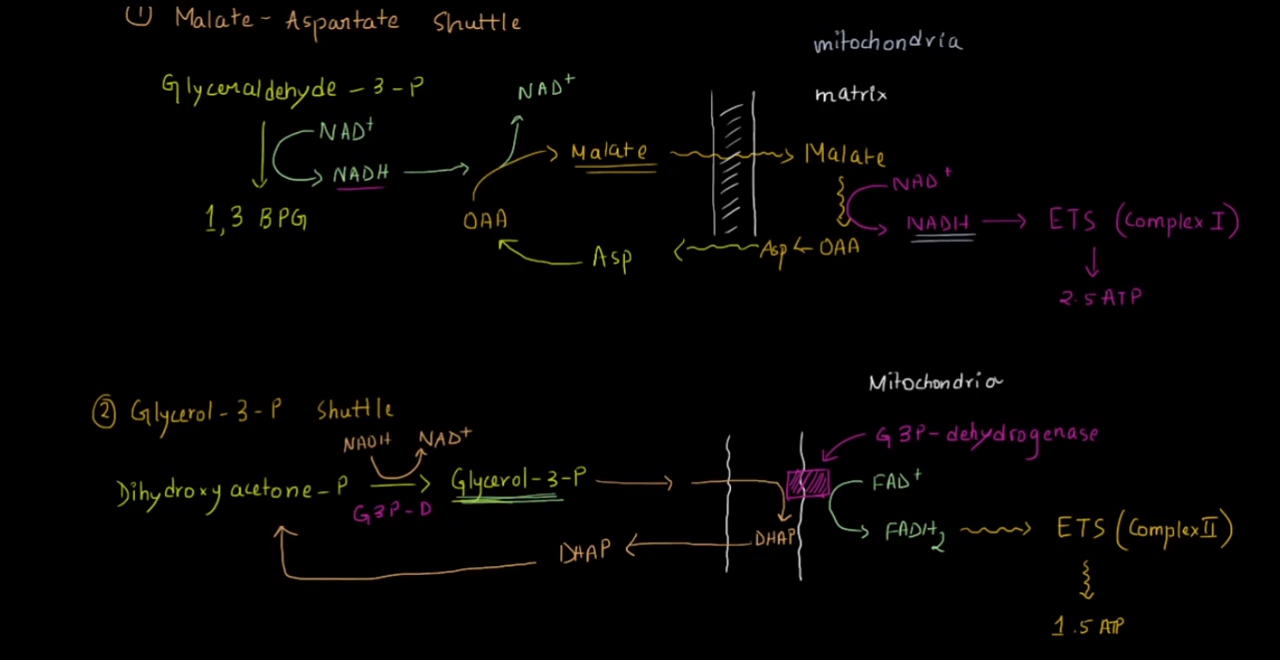 ① Malate - Aspartate Shuttle
mitochondria
matrix
Glyceraldehyde - 3 - P
NAD⁺
NADH
1,3 BPG
NAD⁺
OAA
Malate
Asp
Malate
NAD⁺
NADH
ETS (Complex I)
Asp ← OAA
2.5 ATP
Mitochondria
② Glycerol - 3 - P Shuttle
NADH NAD⁺
G3P - dehydrogenase
Dihydroxy acetone - P
Glycerol - 3 - P
G3P - D
FAD⁺
FADH₂
ETS (Complex II)
DHAP
DHAP
1.5 ATP